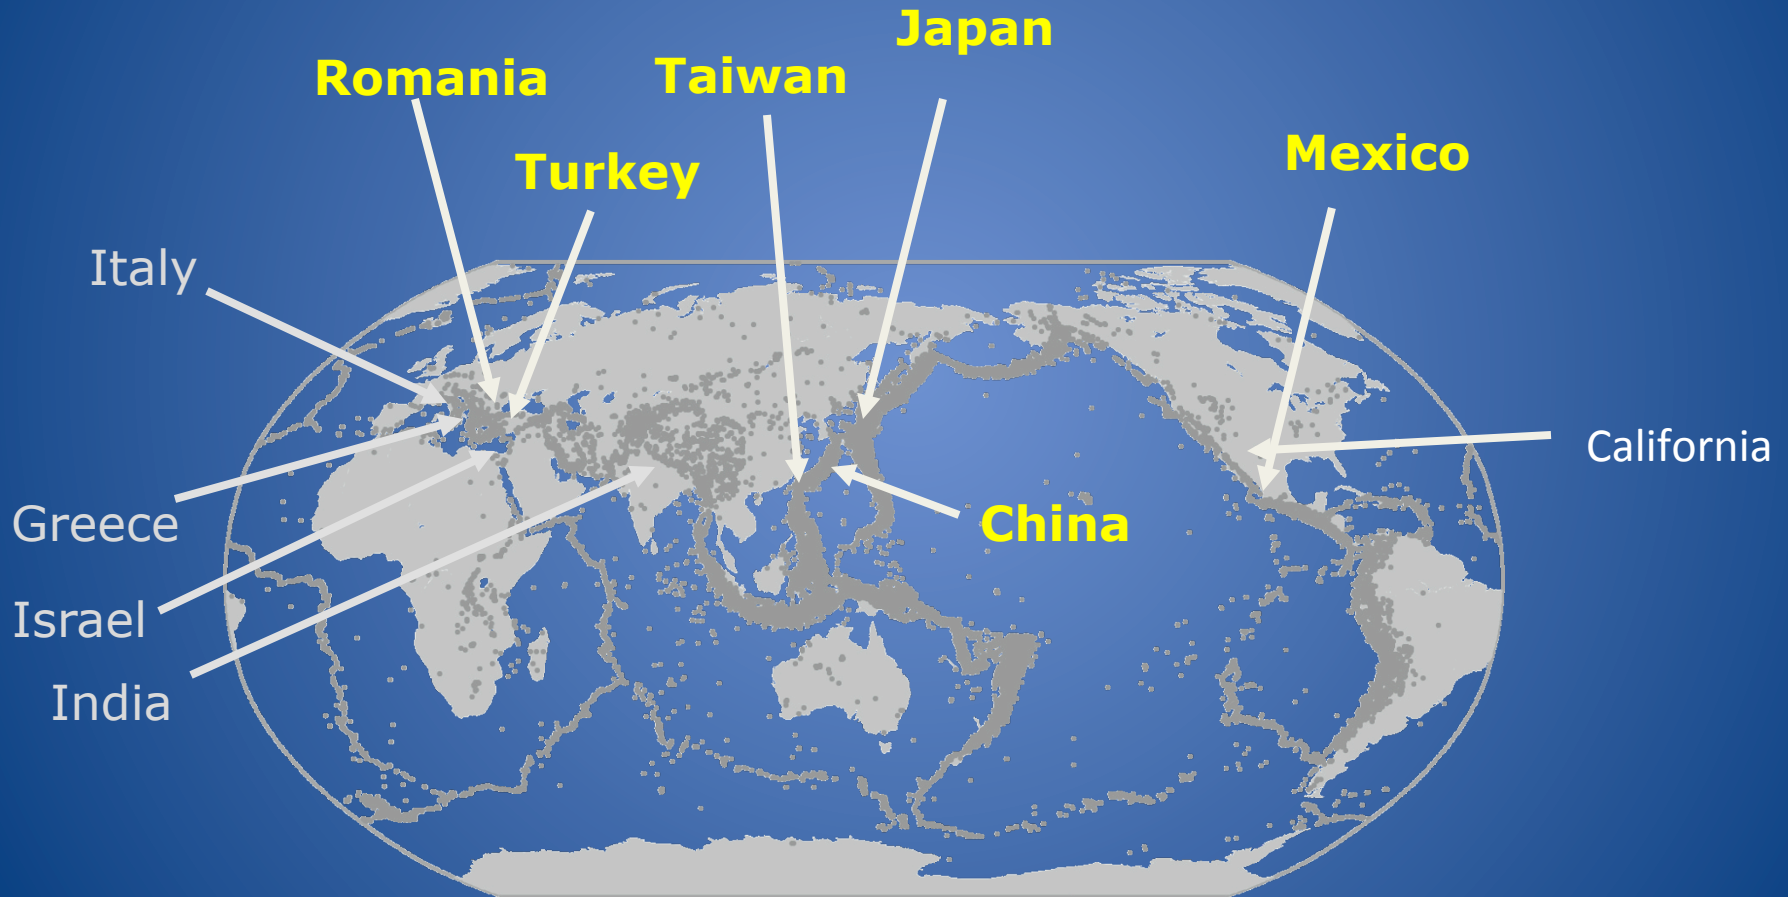 Japan
Romania
Taiwan
Mexico
Turkey
Italy
California
Greece
China
Israel
India